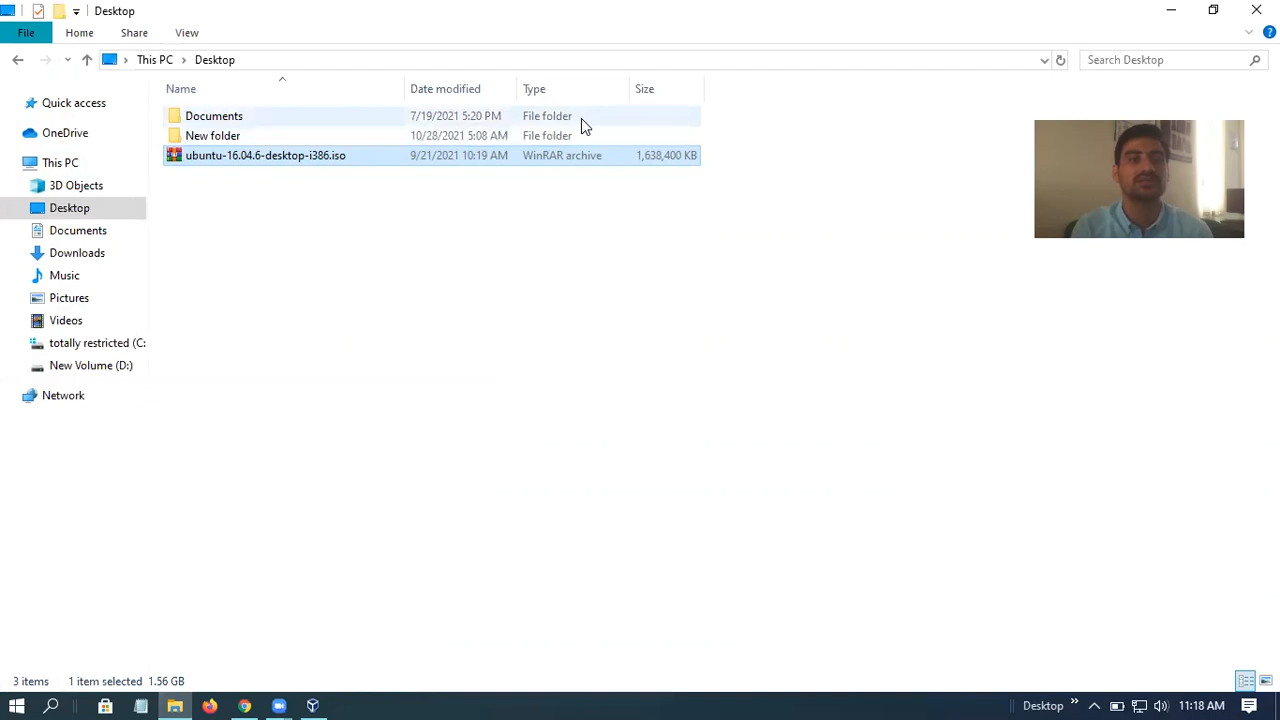 Desktop
File Home Share View
This PC Desktop Search Desktop
Name Date modified Type Size
Quick access
OneDrive
This PC
3D Objects
Desktop
Documents
Downloads
Music
Pictures
Videos
totally restricted (C:
New Volume (D:)
Network
Documents 7/19/2021 5:20 PM File folder
New folder 10/28/2021 5:08 AM File folder
ubuntu-16.04.6-desktop-i386.iso 9/21/2021 10:19 AM WinRAR archive 1,638,400 KB
3 items 1 item selected 1.56 GB
Desktop 11:18 AM